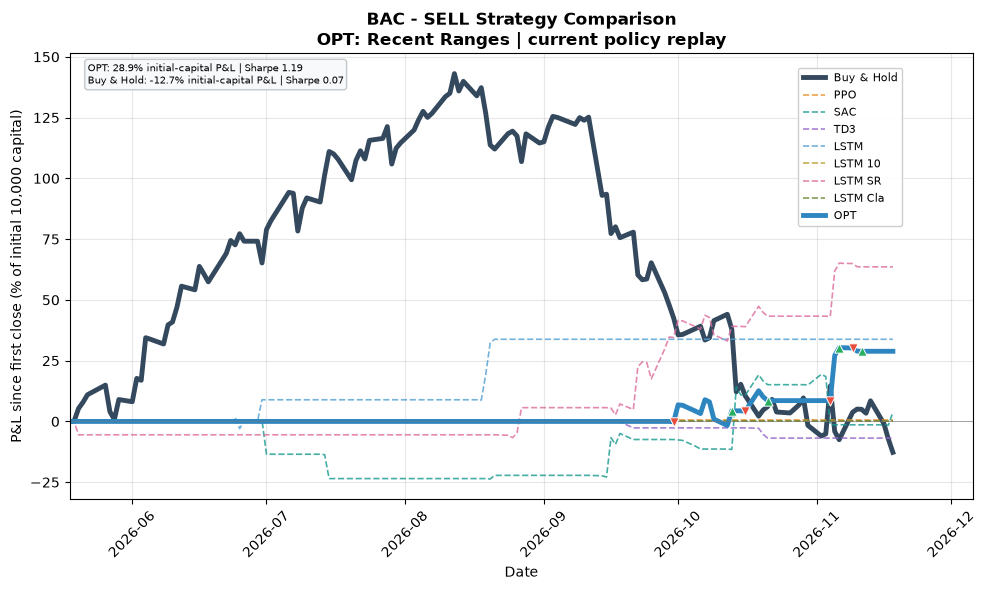 BAC - SELL Strategy Comparison
OPT: Recent Ranges | current policy replay
OPT: 28.9% initial-capital P&L | Sharpe 1.19
Buy & Hold: -12.7% initial-capital P&L | Sharpe 0.07
Buy & Hold
PPO
SAC
TD3
LSTM
LSTM 10
LSTM SR
LSTM Cla
OPT
P&L since first close (% of initial 10,000 capital)
150
125
100
75
50
25
0
−25
2026-06
2026-07
2026-08
2026-09
2026-10
2026-11
2026-12
Date